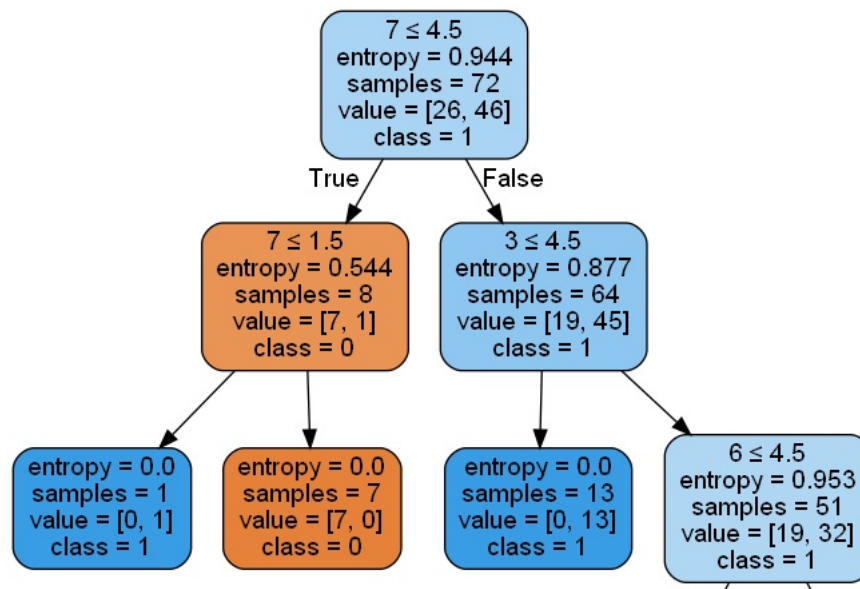 7 ≤ 4.5
entropy = 0.944
samples = 72
value = [26, 46]
class = 1
True
False
7 ≤ 1.5
entropy = 0.544
samples = 8
value = [7, 1]
class = 0
3 ≤ 4.5
entropy = 0.877
samples = 64
value = [19, 45]
class = 1
entropy = 0.0
samples = 1
value = [0, 1]
class = 1
entropy = 0.0
samples = 7
value = [7, 0]
class = 0
entropy = 0.0
samples = 13
value = [0, 13]
class = 1
6 ≤ 4.5
entropy = 0.953
samples = 51
value = [19, 32]
class = 1